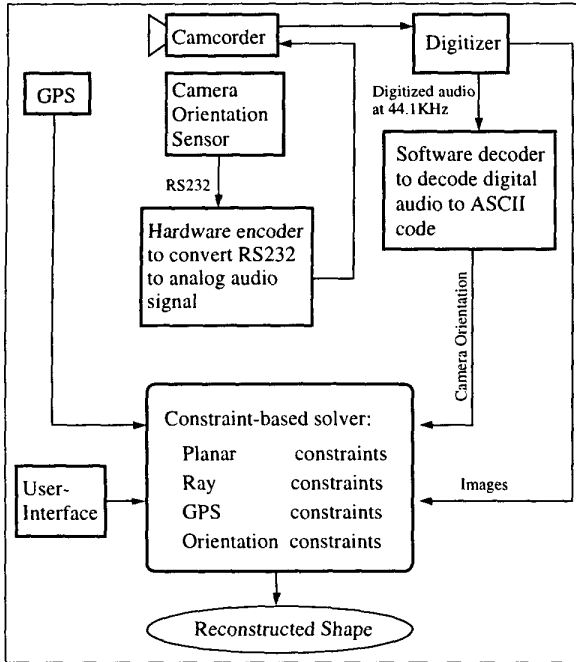 Camcorder
Digitizer
GPS
Camera
Orientation
Sensor
Digitized audio
at 44.1KHz
RS232
Software decoder
to decode digital
audio to ASCII
code
Hardware encoder
to convert RS232
to analog audio
signal
Camera Orientation
Constraint-based solver:
Planar constraints
Ray constraints
GPS constraints
Orientation constraints
User-
Interface
Images
Reconstructed Shape